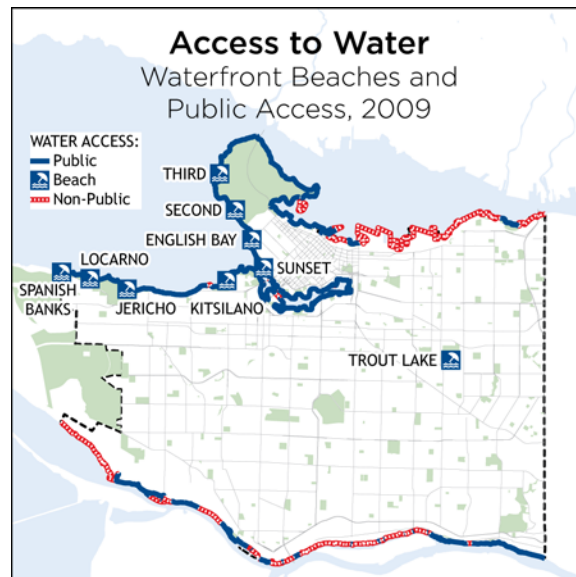 Access to Water
Waterfront Beaches and
Public Access, 2009
WATER ACCESS:
Public
Beach
Non-Public
THIRD
SECOND
ENGLISH BAY
LOCARNO
SUNSET
SPANISH
BANKS
JERICHO
KITSILANO
TROUT LAKE